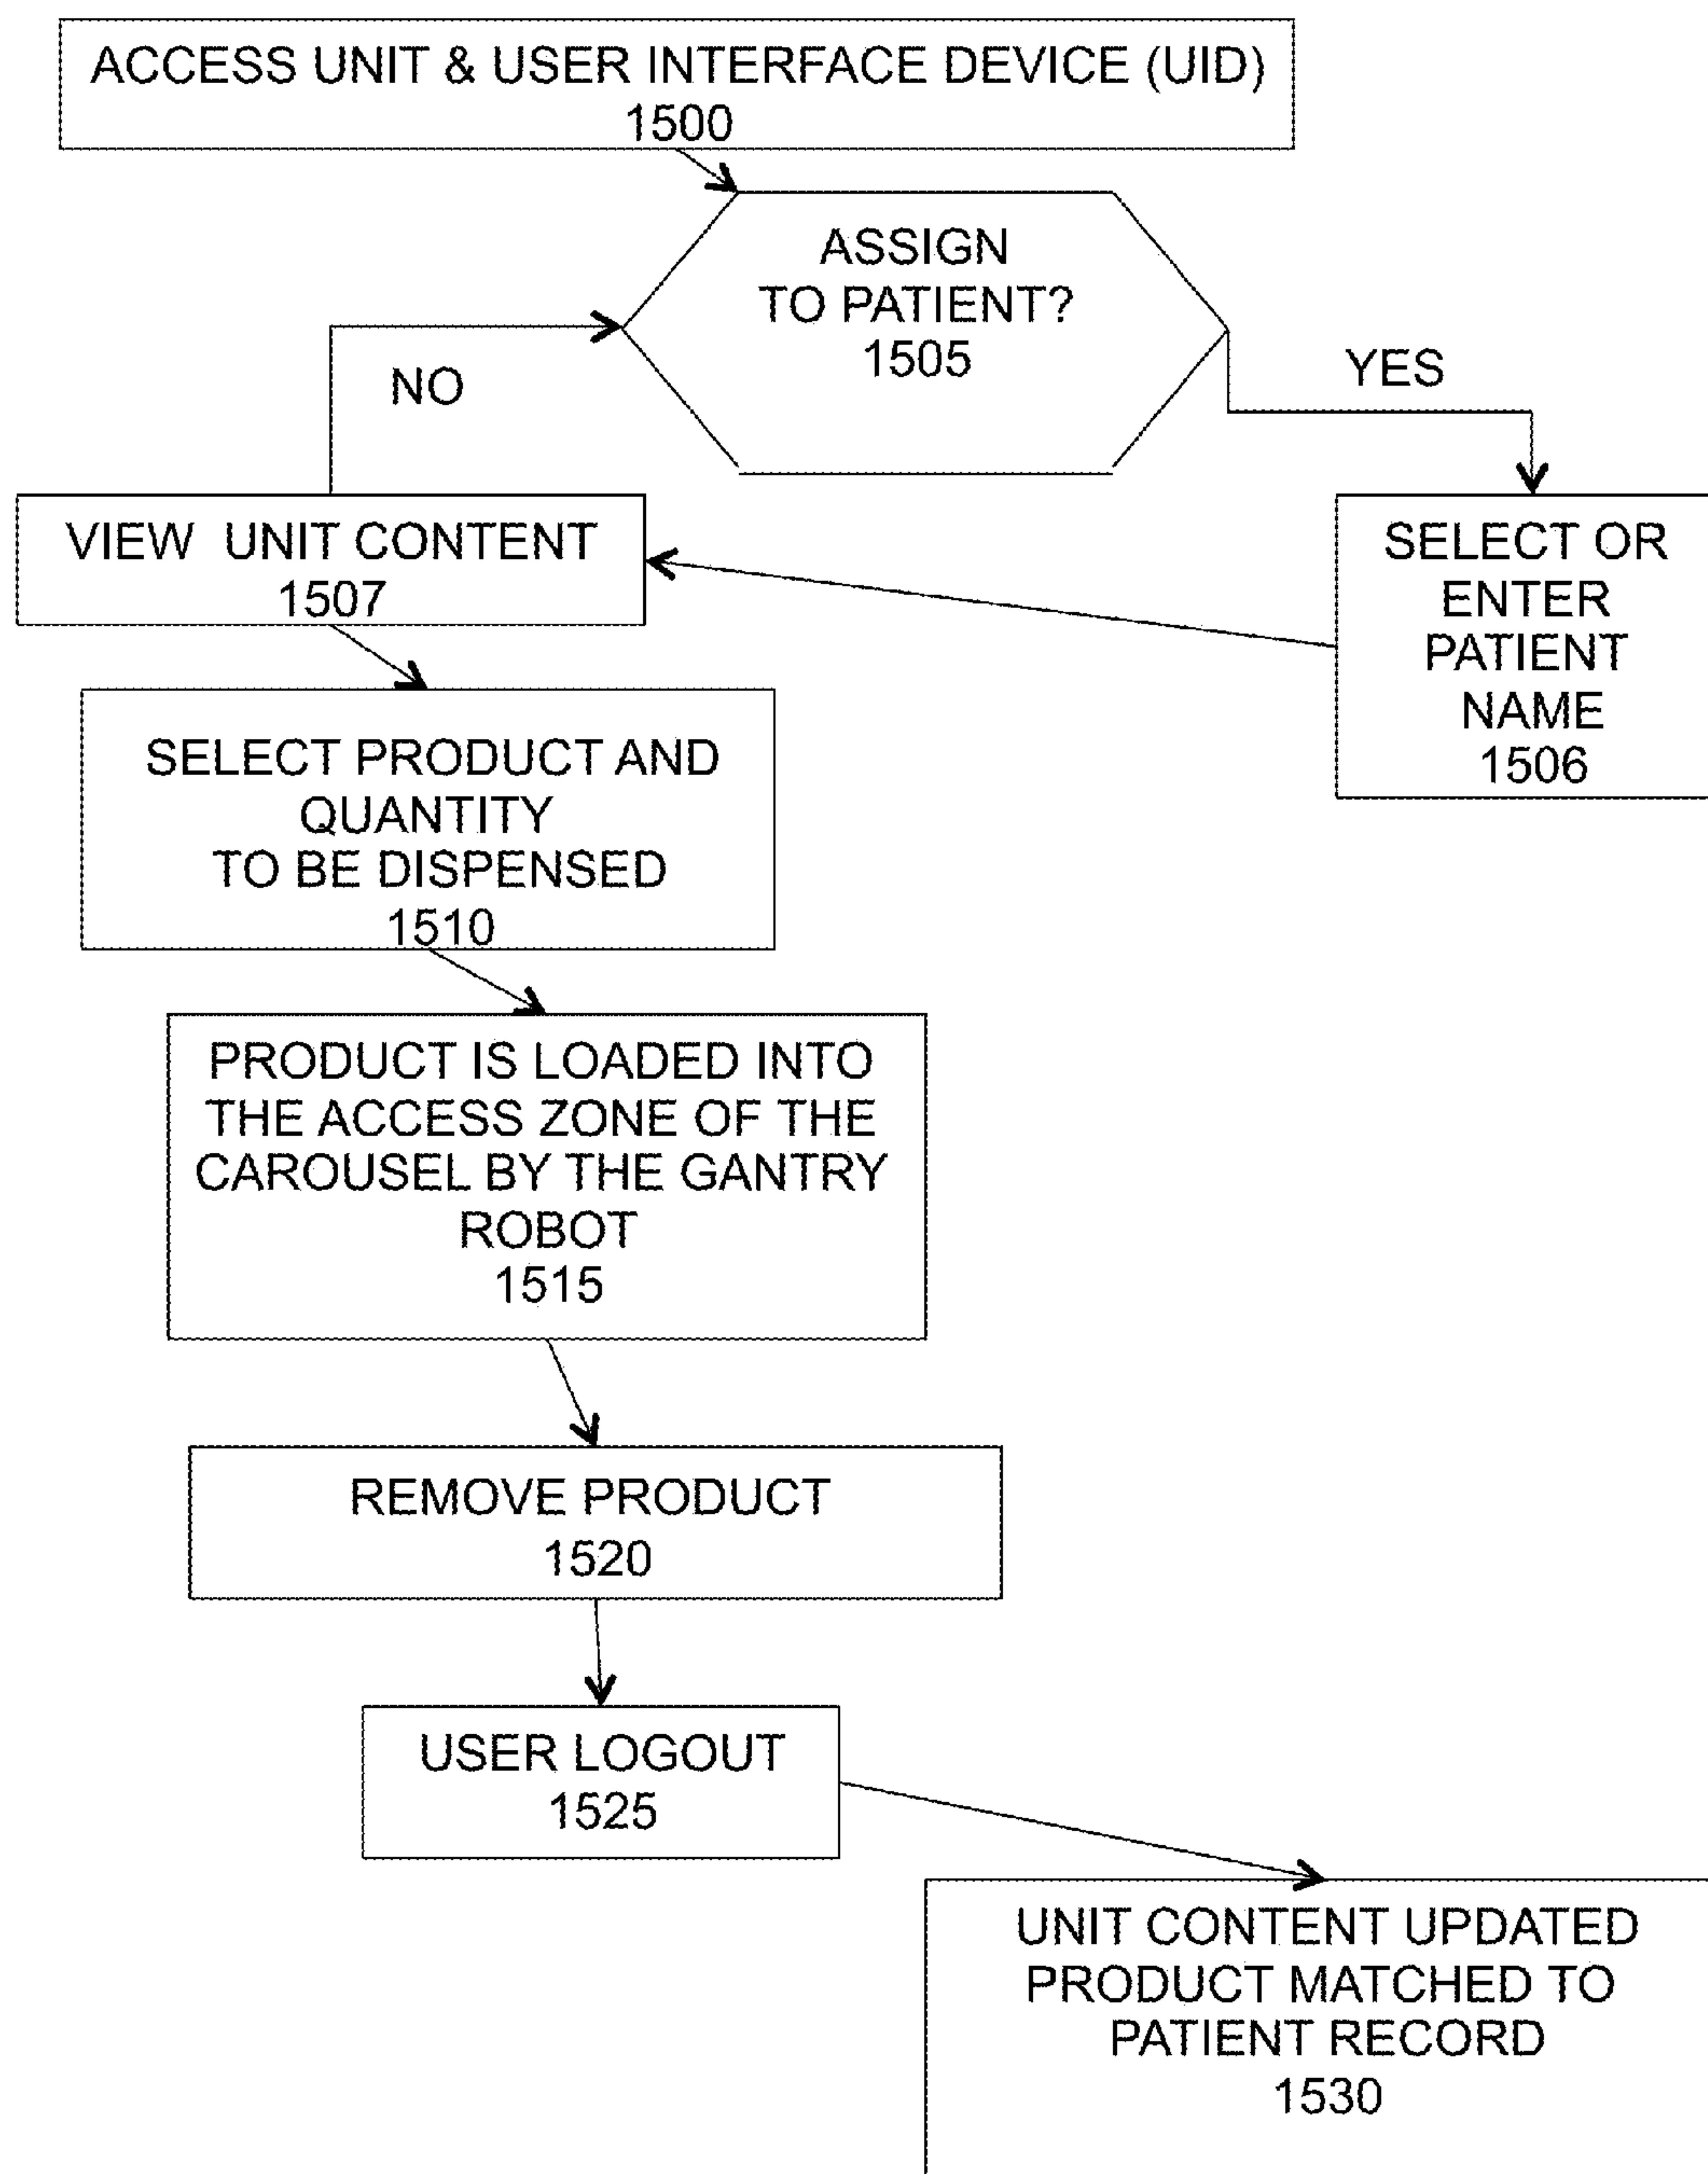 ACCESS UNIT & USER INTERFACE DEVICE (UID)
1500
ASSIGN
TO PATIENT?
1505
NO
YES
VIEW UNIT CONTENT
1507
SELECT OR
ENTER
PATIENT
NAME
1506
SELECT PRODUCT AND
QUANTITY
TO BE DISPENSED
1510
PRODUCT IS LOADED INTO
THE ACCESS ZONE OF THE
CAROUSEL BY THE GANTRY
ROBOT
1515
REMOVE PRODUCT
1520
USER LOGOUT
1525
UNIT CONTENT UPDATED
PRODUCT MATCHED TO
PATIENT RECORD
1530